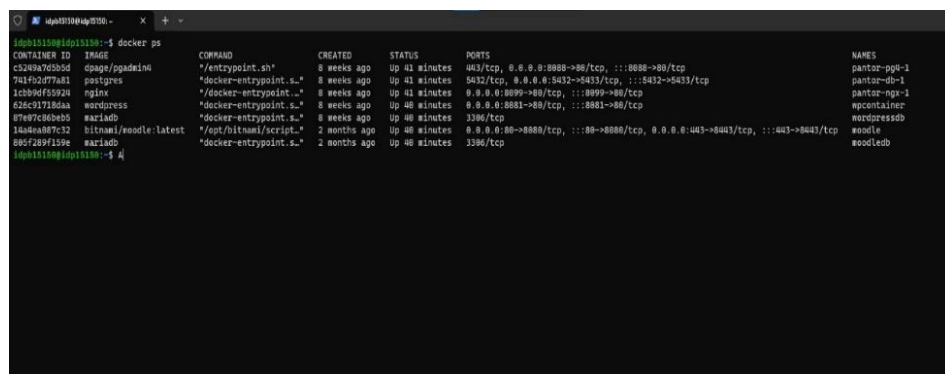 idpb15150@idp15150: ~
idpb15150@idp15150:~$ docker ps
CONTAINER ID IMAGE COMMAND CREATED STATUS PORTS NAMES
c5249a7d5b5d dpage/pgadmin4 "/entrypoint.sh" 8 weeks ago Up 41 minutes 443/tcp, 0.0.0.0:8088->80/tcp, :::8088->80/tcp pantor-pg4-1
741fb2d77a81 postgres "docker-entrypoint.s…" 8 weeks ago Up 41 minutes 5432/tcp, 0.0.0.0:5432->5433/tcp, :::5432->5433/tcp pantor-db-1
1cbb9df55924 nginx "/docker-entrypoint.…" 8 weeks ago Up 41 minutes 0.0.0.0:8099->80/tcp, :::8099->80/tcp pantor-ngx-1
626c91718daa wordpress "docker-entrypoint.s…" 8 weeks ago Up 40 minutes 0.0.0.0:8081->80/tcp, :::8081->80/tcp wpcontainer
87e07c86beb5 mariadb "docker-entrypoint.s…" 8 weeks ago Up 40 minutes 3306/tcp wordpressdb
14a4ea087c32 bitnami/moodle:latest "/opt/bitnami/script…" 2 months ago Up 40 minutes 0.0.0.0:80->8080/tcp, :::80->8080/tcp, 0.0.0.0:443->8443/tcp, :::443->8443/tcp moodle
805f289f159e mariadb "docker-entrypoint.s…" 2 months ago Up 40 minutes 3306/tcp moodledb
idpb15150@idp15150:~$ A